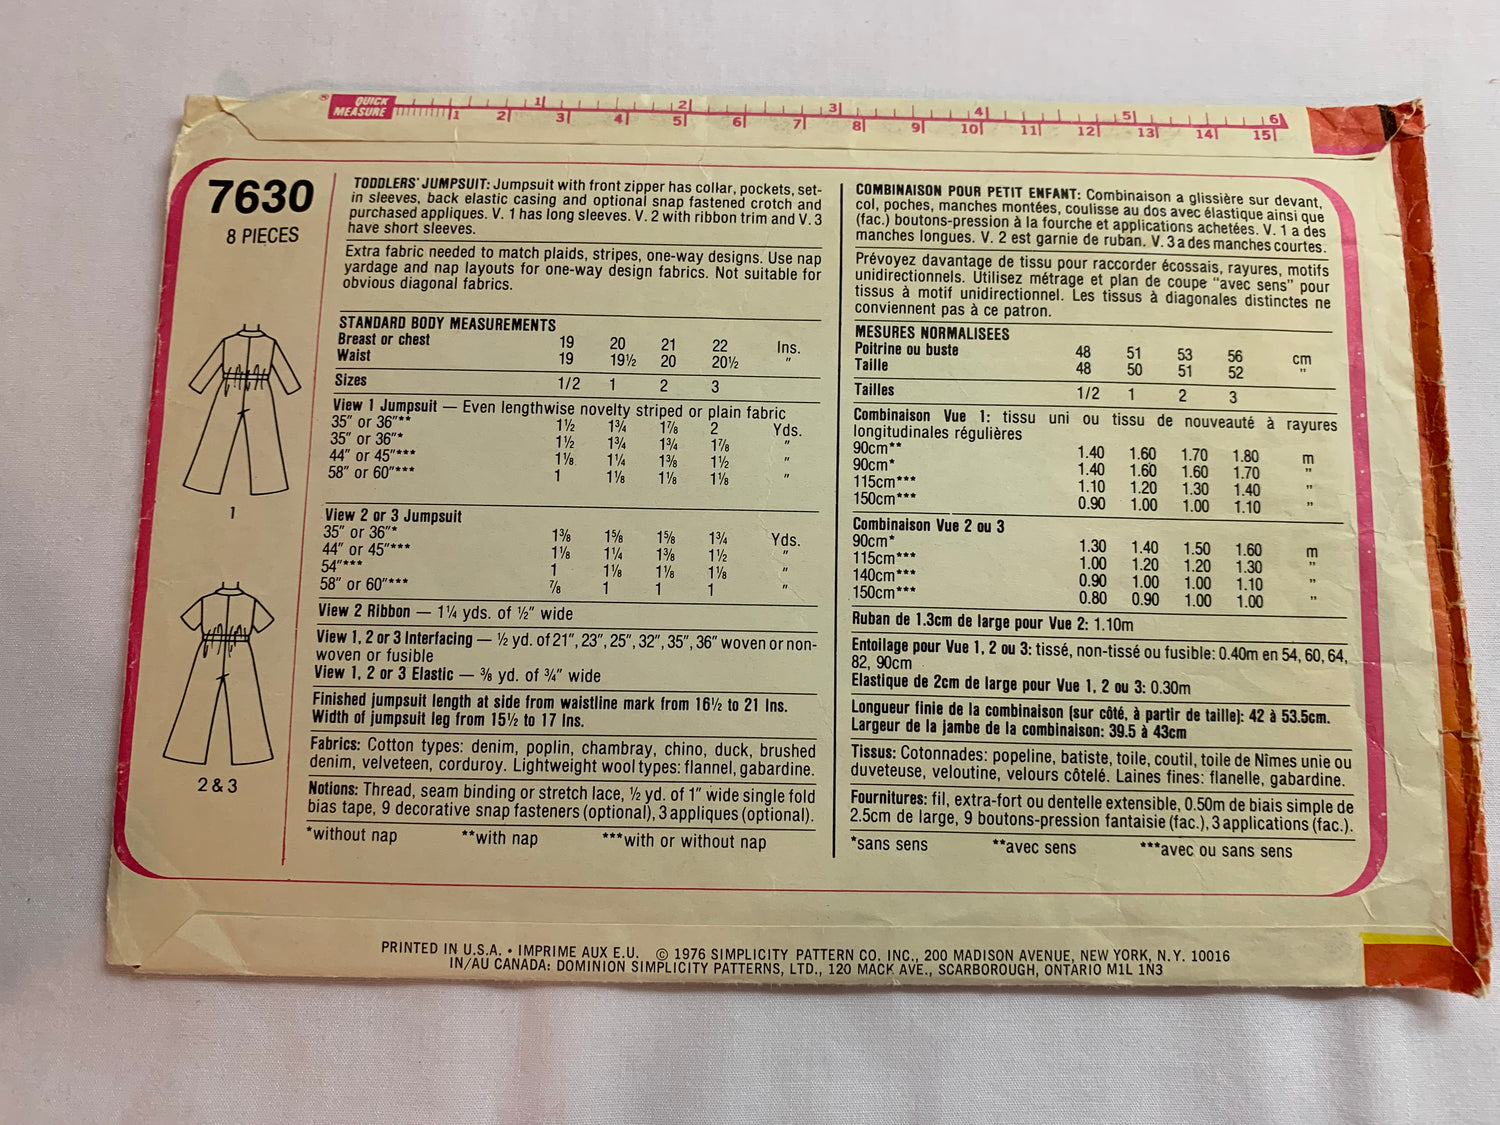 QUICK
MEASURE
1 2 3 4 5 6
1 2 3 4 5 6 7 8 9 10 11 12 13 14 15
7630
8 PIECES
1
2 & 3
TODDLERS' JUMPSUIT: Jumpsuit with front zipper has collar, pockets, set-
in sleeves, back elastic casing and optional snap fastened crotch and
purchased appliques. V. 1 has long sleeves. V. 2 with ribbon trim and V. 3
have short sleeves.
Extra fabric needed to match plaids, stripes, one-way designs. Use nap
yardage and nap layouts for one-way design fabrics. Not suitable for
obvious diagonal fabrics.
STANDARD BODY MEASUREMENTS
Breast or chest 19 20 21 22 Ins.
Waist 19 19½ 20 20½ "
Sizes 1/2 1 2 3
View 1 Jumpsuit — Even lengthwise novelty striped or plain fabric
35" or 36"** 1½ 1¾ 1⅞ 2 Yds.
35" or 36"* 1½ 1¾ 1¾ 1⅞ "
44" or 45"*** 1⅛ 1¼ 1⅜ 1½ "
58" or 60"*** 1 1⅛ 1⅛ 1⅛ "
View 2 or 3 Jumpsuit
35" or 36"* 1⅜ 1⅝ 1⅝ 1¾ Yds.
44" or 45"*** 1⅛ 1¼ 1⅜ 1½ "
54"*** 1 1⅛ 1⅛ 1⅛ "
58" or 60"*** ⅞ 1 1 1 "
View 2 Ribbon — 1¼ yds. of ½" wide
View 1, 2 or 3 Interfacing — ½ yd. of 21", 23", 25", 32", 35", 36" woven or non-
woven or fusible
View 1, 2 or 3 Elastic — ⅜ yd. of ¾" wide
Finished jumpsuit length at side from waistline mark from 16½ to 21 Ins.
Width of jumpsuit leg from 15½ to 17 Ins.
Fabrics: Cotton types: denim, poplin, chambray, chino, duck, brushed
denim, velveteen, corduroy. Lightweight wool types: flannel, gabardine.
Notions: Thread, seam binding or stretch lace, ½ yd. of 1" wide single fold
bias tape, 9 decorative snap fasteners (optional), 3 appliques (optional).
*without nap **with nap ***with or without nap
COMBINAISON POUR PETIT ENFANT: Combinaison a glissière sur devant,
col, poches, manches montées, coulisse au dos avec élastique ainsi que
(fac.) boutons-pression à la fourche et applications achetées. V. 1 a des
manches longues. V. 2 est garnie de ruban. V. 3 a des manches courtes.
Prévoyez davantage de tissu pour raccorder écossais, rayures, motifs
unidirectionnels. Utilisez métrage et plan de coupe "avec sens" pour
tissus à motif unidirectionnel. Les tissus à diagonales distinctes ne
conviennent pas à ce patron.
MESURES NORMALISEES
Poitrine ou buste 48 51 53 56 cm
Taille 48 50 51 52 "
Tailles 1/2 1 2 3
Combinaison Vue 1: tissu uni ou tissu de nouveauté à rayures
longitudinales régulières
90cm** 1.40 1.60 1.70 1.80 m
90cm* 1.40 1.60 1.60 1.70 "
115cm*** 1.10 1.20 1.30 1.40 "
150cm*** 0.90 1.00 1.00 1.10 "
Combinaison Vue 2 ou 3
90cm* 1.30 1.40 1.50 1.60 m
115cm*** 1.00 1.20 1.20 1.30 "
140cm*** 0.90 1.00 1.00 1.10 "
150cm*** 0.80 0.90 1.00 1.00 "
Ruban de 1.3cm de large pour Vue 2: 1.10m
Entoilage pour Vue 1, 2 ou 3: tissé, non-tissé ou fusible: 0.40m en 54, 60, 64,
82, 90cm
Elastique de 2cm de large pour Vue 1, 2 ou 3: 0.30m
Longueur finie de la combinaison (sur côté, à partir de taille): 42 à 53.5cm.
Largeur de la jambe de la combinaison: 39.5 à 43cm
Tissus: Cotonnades: popeline, batiste, toile, coutil, toile de Nîmes unie ou
duveteuse, veloutine, velours côtelé. Laines fines: flanelle, gabardine.
Fournitures: fil, extra-fort ou dentelle extensible, 0.50m de biais simple de
2.5cm de large, 9 boutons-pression fantaisie (fac.), 3 applications (fac.).
*sans sens **avec sens ***avec ou sans sens
PRINTED IN U.S.A. • IMPRIME AUX E.U. © 1976 SIMPLICITY PATTERN CO. INC., 200 MADISON AVENUE, NEW YORK, N.Y. 10016
IN/AU CANADA: DOMINION SIMPLICITY PATTERNS, LTD., 120 MACK AVE., SCARBOROUGH, ONTARIO M1L 1N3